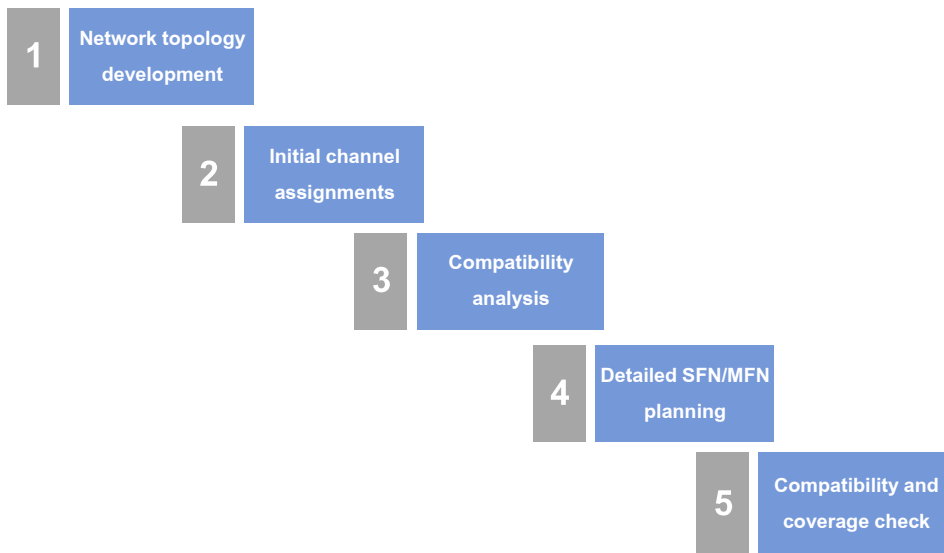 1
Network topology
development
2
Initial channel
assignments
3
Compatibility
analysis
4
Detailed SFN/MFN
planning
5
Compatibility and
coverage check